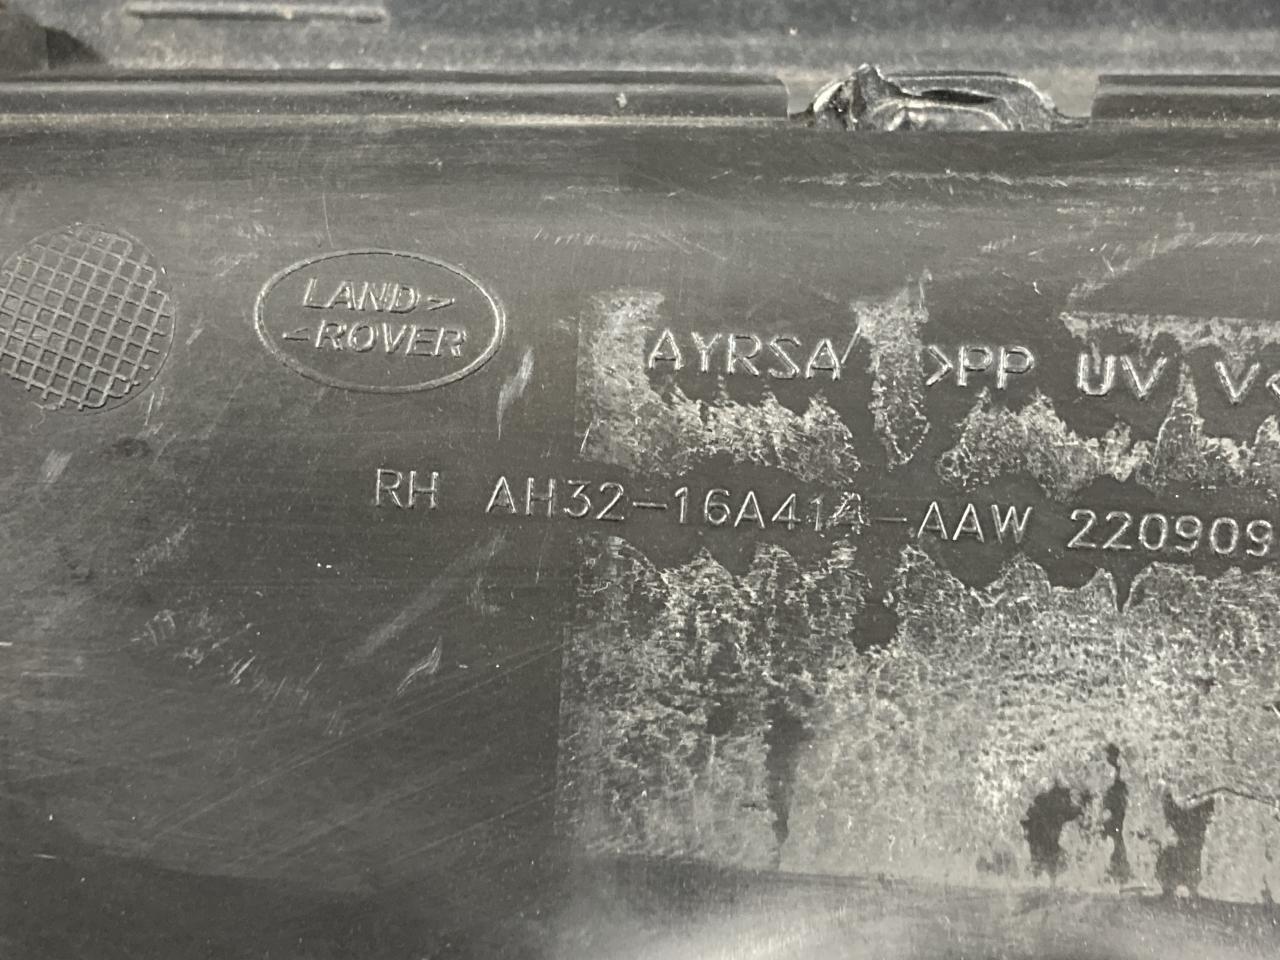 LAND>
<ROVER
AYRSA >PP UV V<
RH AH32-16A414-AAW 220909